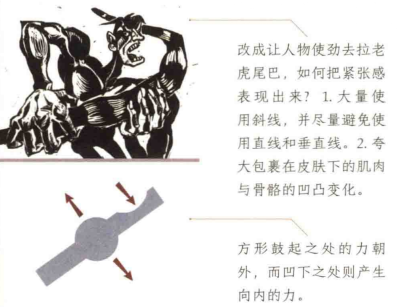 改成让人物使劲去拉老
虎尾巴，如何把紧张感
表现出来？1.大量使
用斜线，并尽量避免使
用直线和垂直线。2.夸
大包裹在皮肤下的肌肉
与骨骼的凹凸变化。
方形鼓起之处的力朝
外，而凹下之处则产生
向内的力。